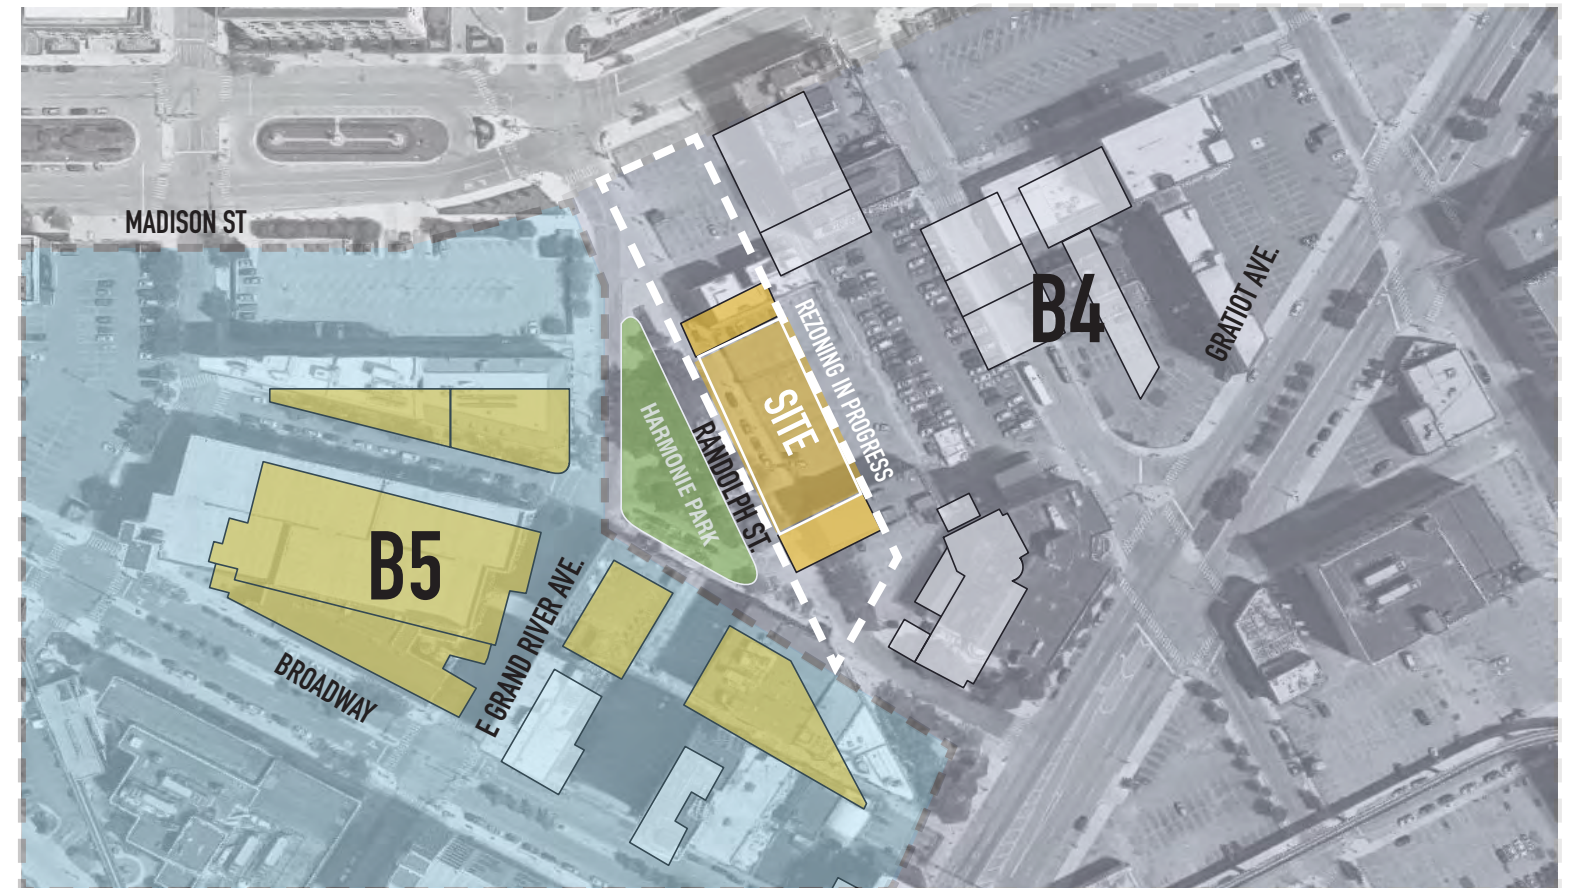 MADISON ST
B4
GRATIOT AVE.
REZONING IN PROGRESS
SITE
HARMONIE PARK
RANDOLPH ST.
B5
E GRAND RIVER AVE.
BROADWAY